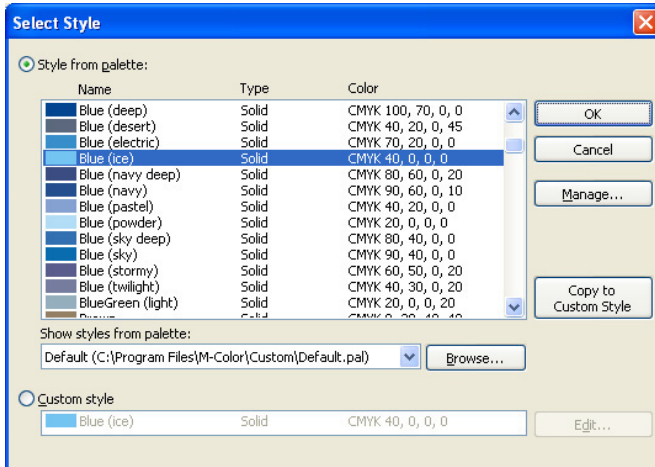 Select Style
Style from palette:
Name Type Color
Blue (deep) Solid CMYK 100, 70, 0, 0
Blue (desert) Solid CMYK 40, 20, 0, 45
Blue (electric) Solid CMYK 70, 20, 0, 0
Blue (ice) Solid CMYK 40, 0, 0, 0
Blue (navy deep) Solid CMYK 80, 60, 0, 20
Blue (navy) Solid CMYK 90, 60, 0, 10
Blue (pastel) Solid CMYK 40, 20, 0, 0
Blue (powder) Solid CMYK 20, 0, 0, 0
Blue (sky deep) Solid CMYK 80, 40, 0, 0
Blue (sky) Solid CMYK 90, 40, 0, 0
Blue (stormy) Solid CMYK 60, 50, 0, 20
Blue (twilight) Solid CMYK 40, 30, 0, 20
BlueGreen (light) Solid CMYK 20, 0, 0, 20
OK
Cancel
Manage...
Copy to
Custom Style
Show styles from palette:
Default (C:\Program Files\M-Color\Custom\Default.pal) Browse...
Custom style
Blue (ice) Solid CMYK 40, 0, 0, 0 Edit...